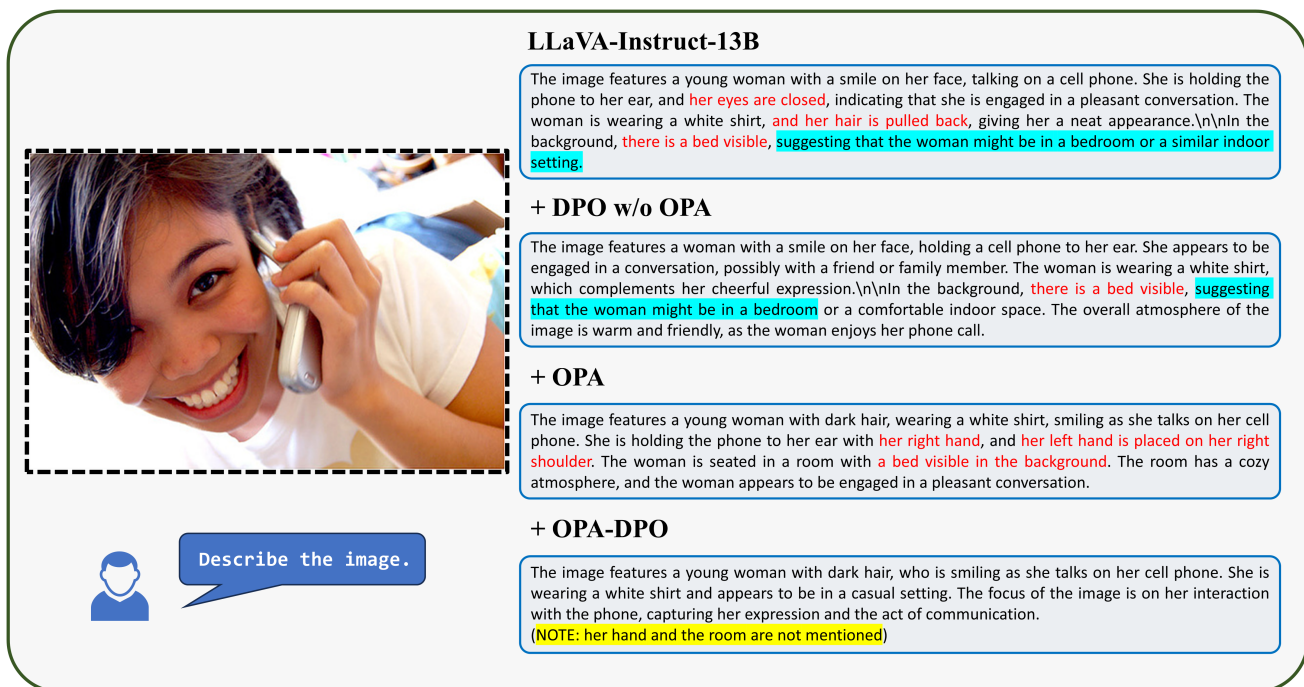 LLaVA-Instruct-13B
The image features a young woman with a smile on her face, talking on a cell phone. She is holding the
phone to her ear, and her eyes are closed, indicating that she is engaged in a pleasant conversation. The
woman is wearing a white shirt, and her hair is pulled back, giving her a neat appearance.\n\nIn the
background, there is a bed visible, suggesting that the woman might be in a bedroom or a similar indoor
setting.
+ DPO w/o OPA
The image features a woman with a smile on her face, holding a cell phone to her ear. She appears to be
engaged in a conversation, possibly with a friend or family member. The woman is wearing a white shirt,
which complements her cheerful expression.\n\nIn the background, there is a bed visible, suggesting
that the woman might be in a bedroom or a comfortable indoor space. The overall atmosphere of the
image is warm and friendly, as the woman enjoys her phone call.
+ OPA
The image features a young woman with dark hair, wearing a white shirt, smiling as she talks on her cell
phone. She is holding the phone to her ear with her right hand, and her left hand is placed on her right
shoulder. The woman is seated in a room with a bed visible in the background. The room has a cozy
atmosphere, and the woman appears to be engaged in a pleasant conversation.
+ OPA-DPO
Describe the image.
The image features a young woman with dark hair, who is smiling as she talks on her cell phone. She is
wearing a white shirt and appears to be in a casual setting. The focus of the image is on her interaction
with the phone, capturing her expression and the act of communication.
(NOTE: her hand and the room are not mentioned)